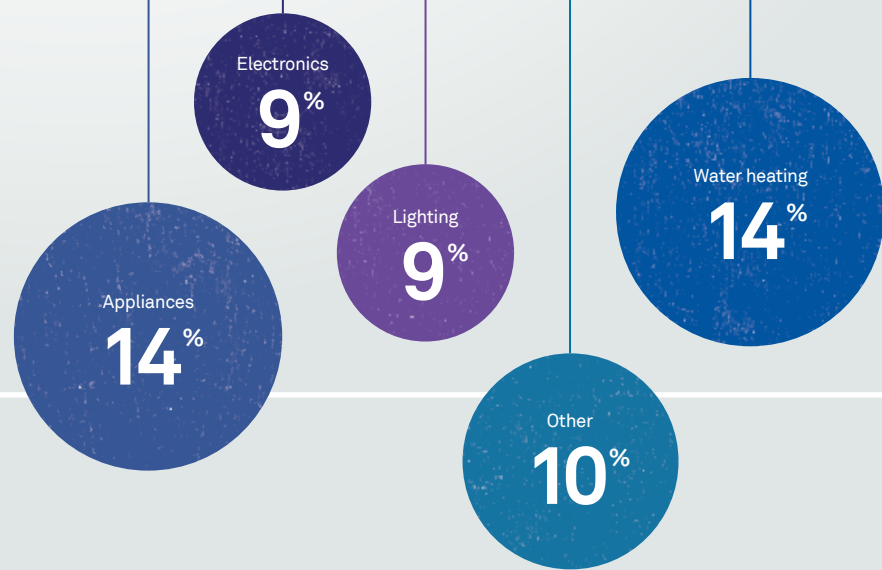 Electronics
9%
Water heating
14%
Lighting
9%
Appliances
14%
Other
10%